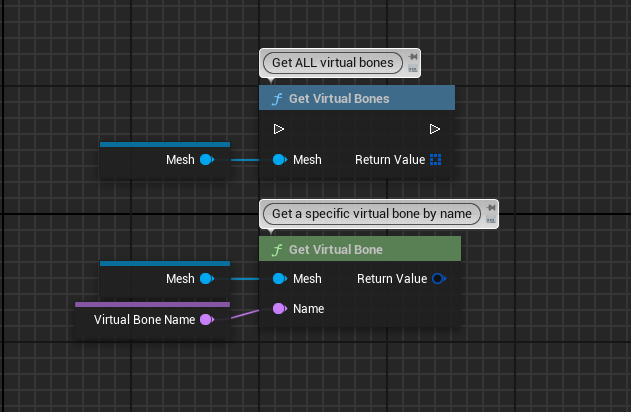 Get ALL virtual bones
Get Virtual Bones
Mesh
Mesh
Return Value
Get a specific virtual bone by name
Get Virtual Bone
Mesh
Mesh
Return Value
Virtual Bone Name
Name